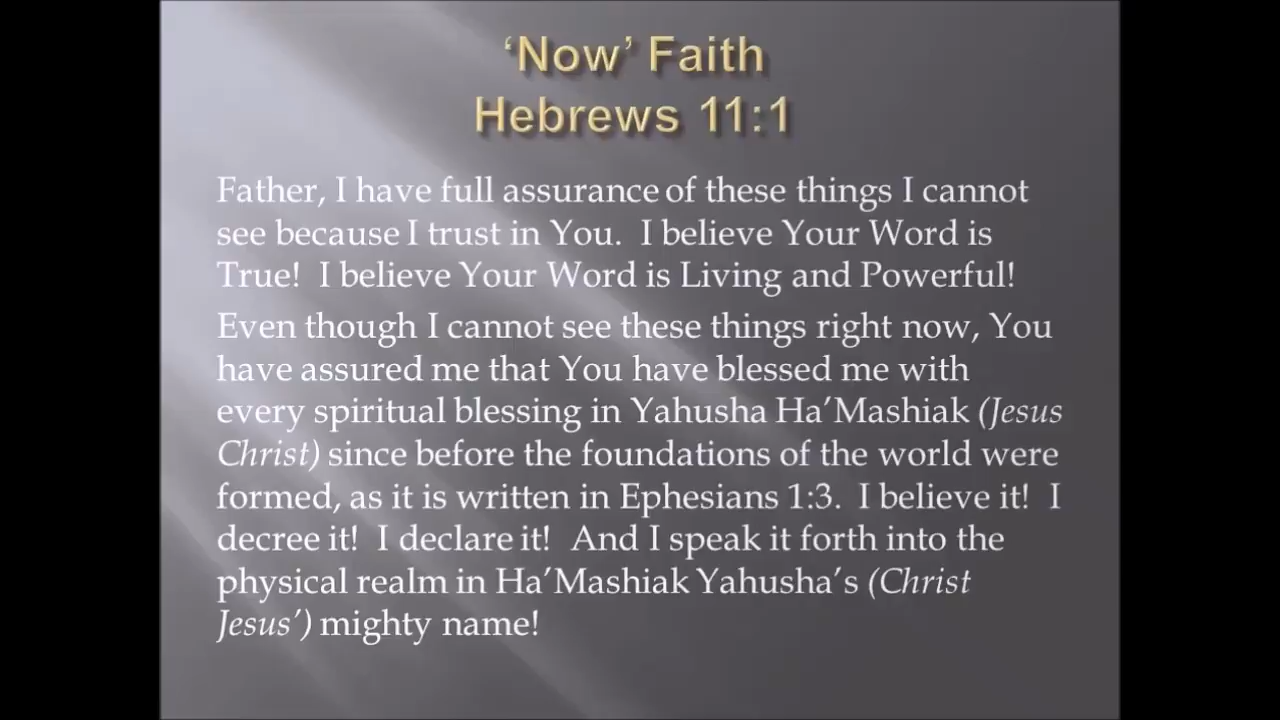 ‘Now’ Faith
Hebrews 11:1
Father, I have full assurance of these things I cannot
see because I trust in You.  I believe Your Word is
True!  I believe Your Word is Living and Powerful!
Even though I cannot see these things right now, You
have assured me that You have blessed me with
every spiritual blessing in Yahusha Ha’Mashiak (Jesus
Christ) since before the foundations of the world were
formed, as it is written in Ephesians 1:3.  I believe it!  I
decree it!  I declare it!  And I speak it forth into the
physical realm in Ha’Mashiak Yahusha’s (Christ
Jesus’) mighty name!